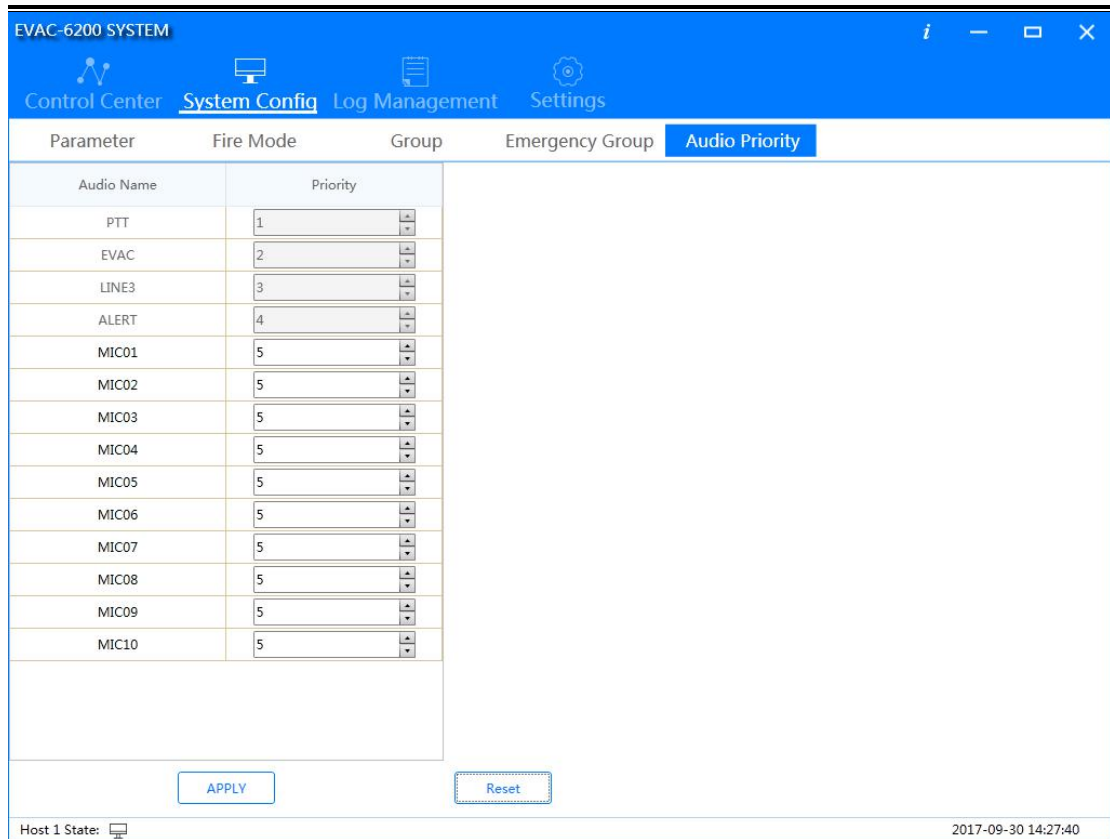 EVAC-6200 SYSTEM
i
Control Center System Config Log Management Settings
Parameter Fire Mode Group Emergency Group Audio Priority
Audio Name Priority
PTT 1
EVAC 2
LINE3 3
ALERT 4
MIC01 5
MIC02 5
MIC03 5
MIC04 5
MIC05 5
MIC06 5
MIC07 5
MIC08 5
MIC09 5
MIC10 5
APPLY Reset
Host 1 State: 2017-09-30 14:27:40